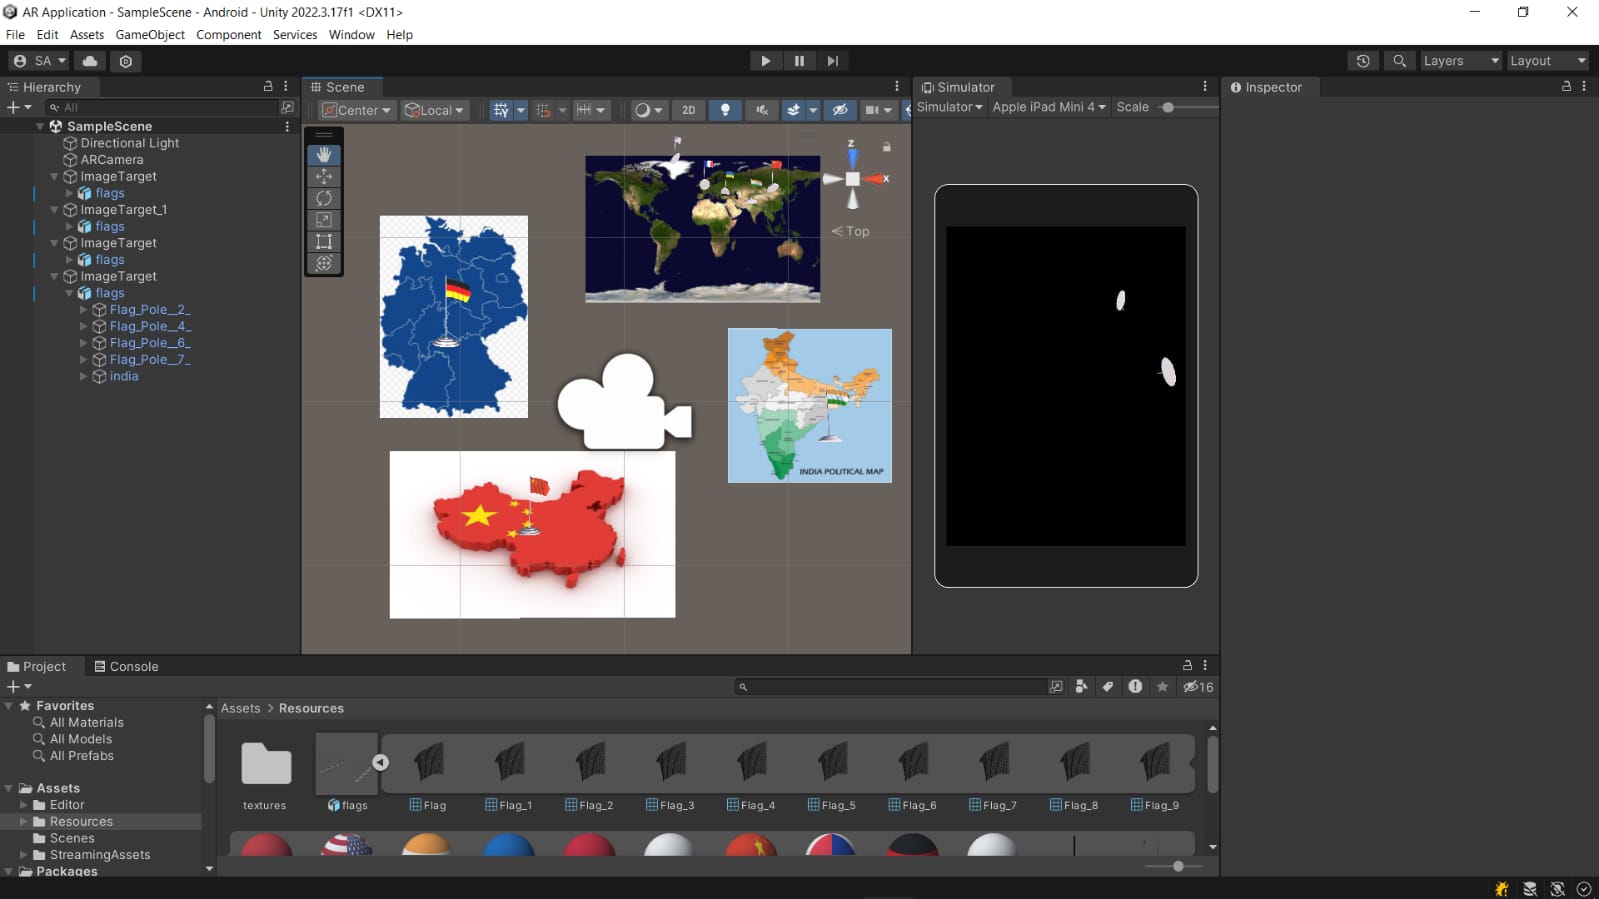 AR Application - SampleScene - Android - Unity 2022.3.17f1 <DX11>
File Edit Assets GameObject Component Services Window Help
SA Layers Layout
Hierarchy
All
SampleScene
Directional Light
ARCamera
ImageTarget
flags
ImageTarget_1
flags
ImageTarget
flags
ImageTarget
flags
Flag_Pole__2_
Flag_Pole__4_
Flag_Pole__6_
Flag_Pole__7_
india
Scene
Center Local 2D
Z
X
Top
INDIA POLITICAL MAP
Simulator
Simulator Apple iPad Mini 4 Scale
Inspector
Project Console
16
Favorites
All Materials
All Models
All Prefabs
Assets
Editor
Resources
Scenes
StreamingAssets
Packages
Assets > Resources
textures flags Flag Flag_1 Flag_2 Flag_3 Flag_4 Flag_5 Flag_6 Flag_7 Flag_8 Flag_9